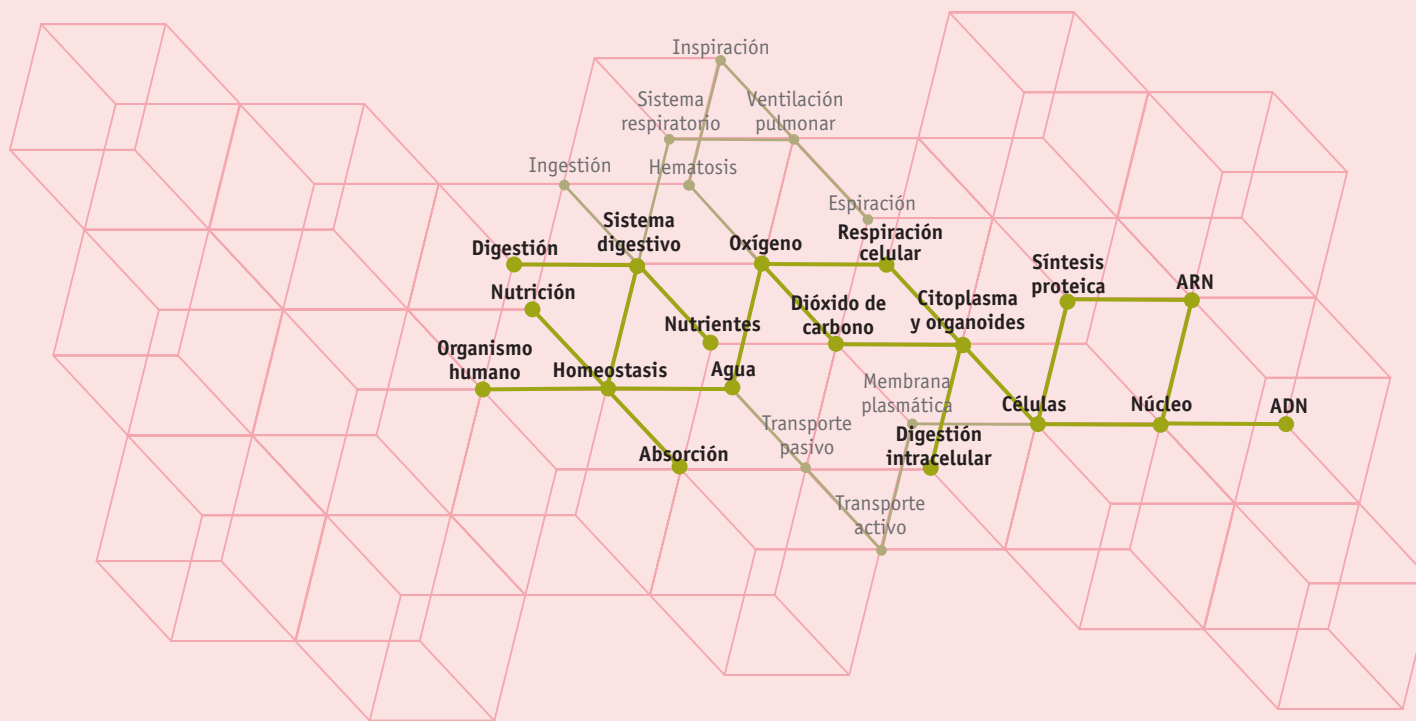 Inspiración
Sistema
respiratorio
Ventilación
pulmonar
Ingestión
Hematosis
Espiración
Digestión
Sistema
digestivo
Oxígeno
Respiración
celular
Síntesis
proteica
ARN
Nutrición
Nutrientes
Dióxido de
carbono
Citoplasma
y organoides
Organismo
humano
Homeostasis
Agua
Membrana
plasmática
Células
Núcleo
ADN
Absorción
Transporte
pasivo
Digestión
intracelular
Transporte
activo